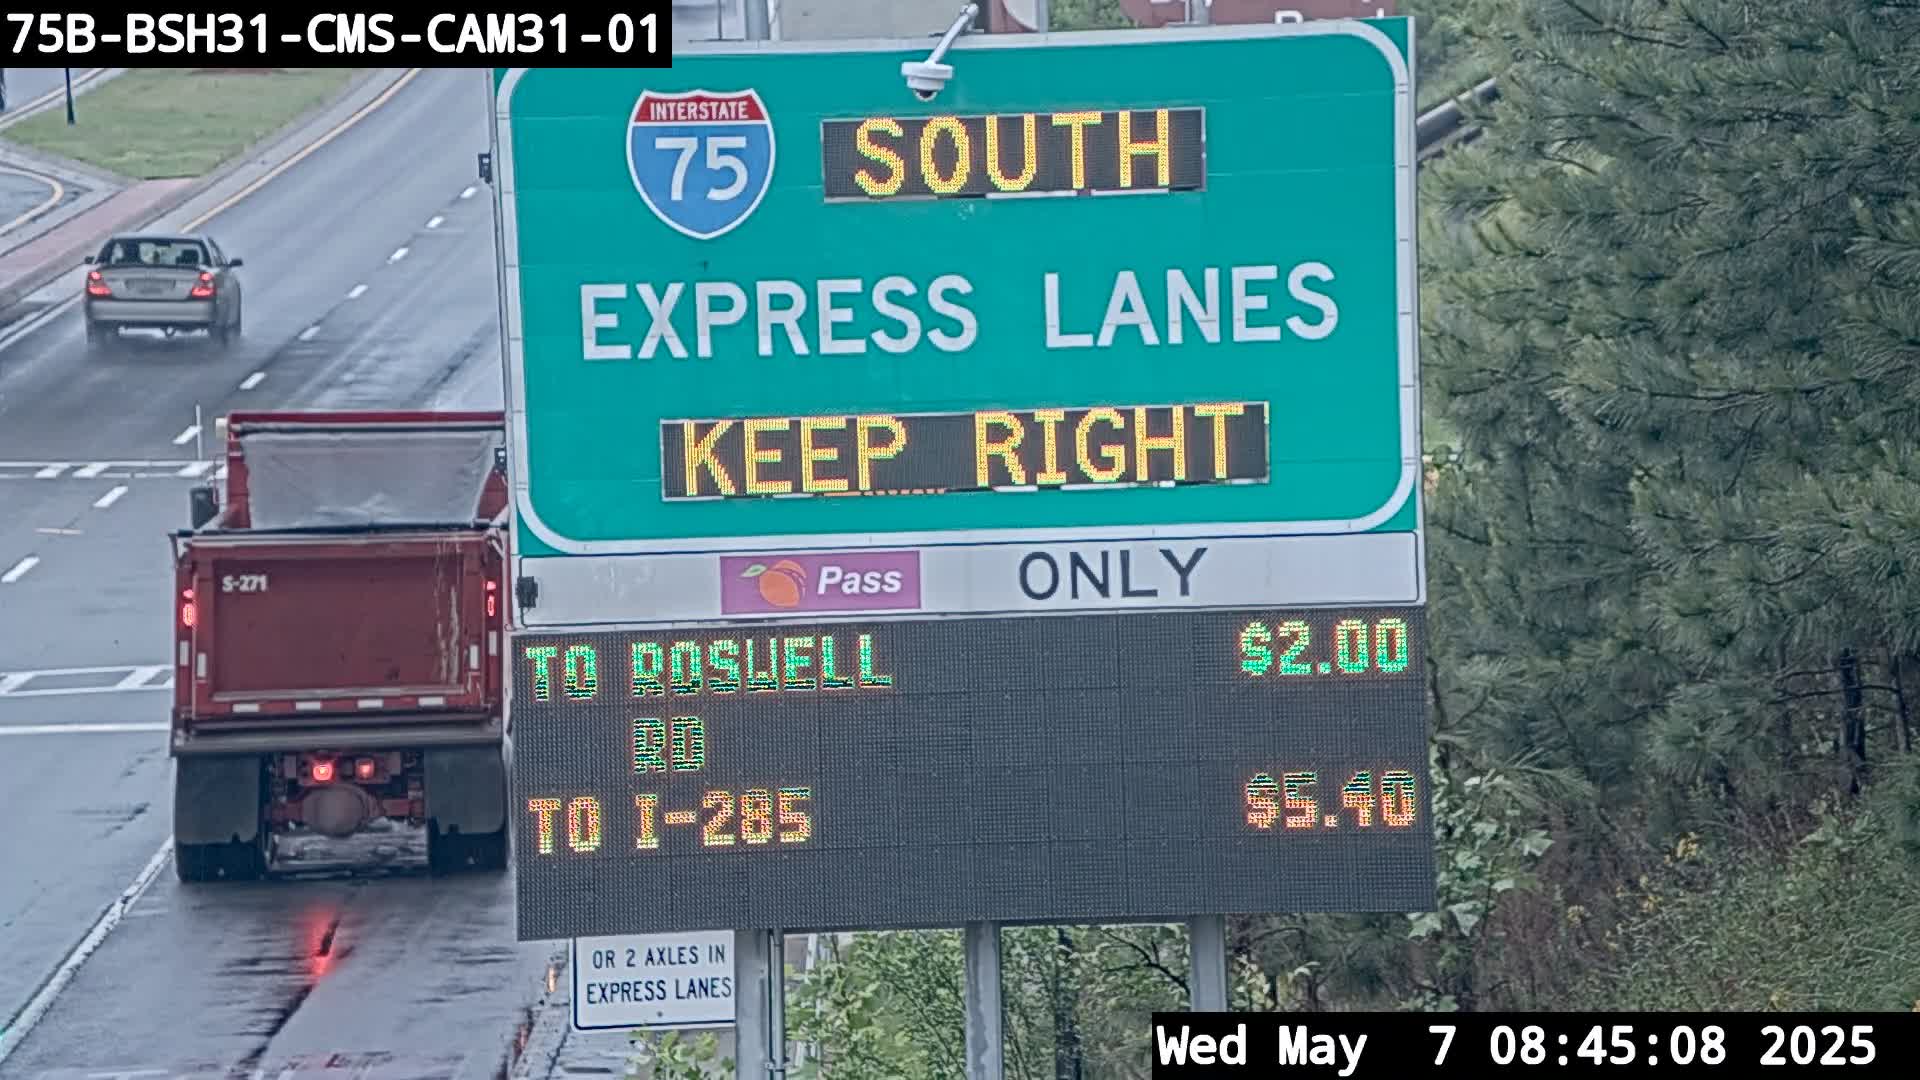 75B-BSH31-CMS-CAM31-01
INTERSTATE
75
SOUTH
EXPRESS LANES
KEEP RIGHT
Pass ONLY
TO ROSWELL $2.00
RD
TO I-285 $5.40
S-271
OR 2 AXLES IN
EXPRESS LANES
Wed May 7 08:45:08 2025